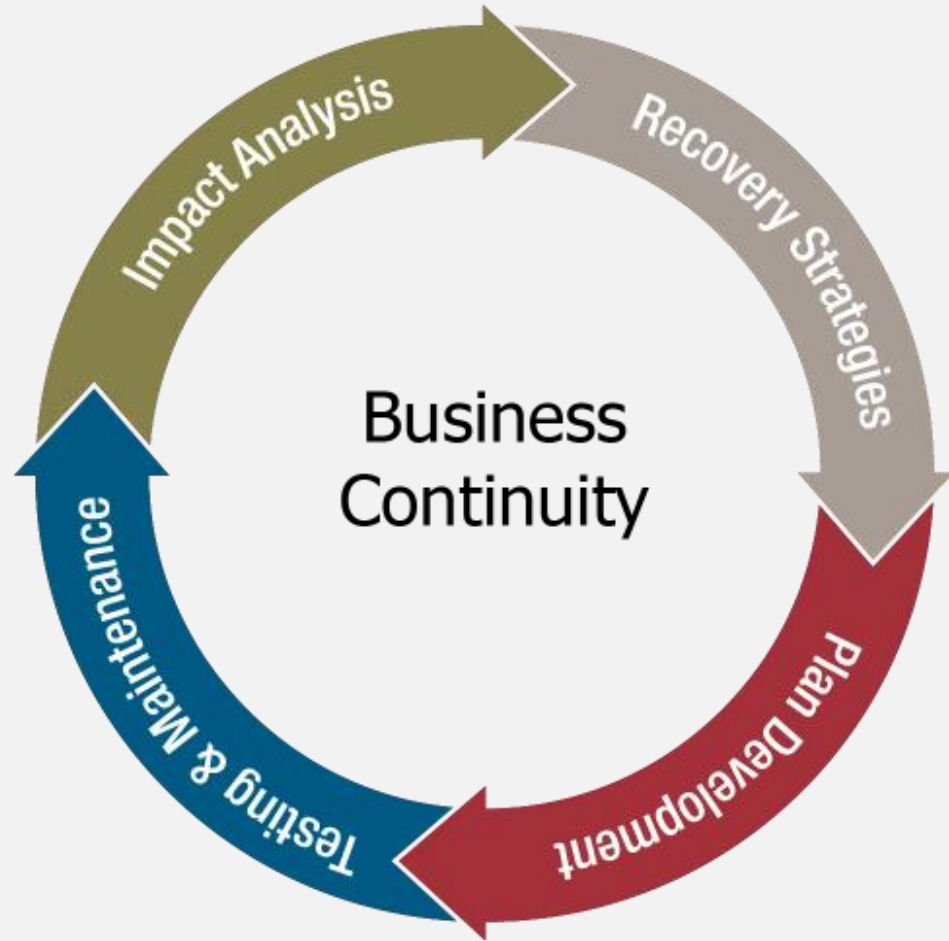 Impact Analysis
Recovery Strategies
Plan Development
Testing & Maintenance
Business
Continuity